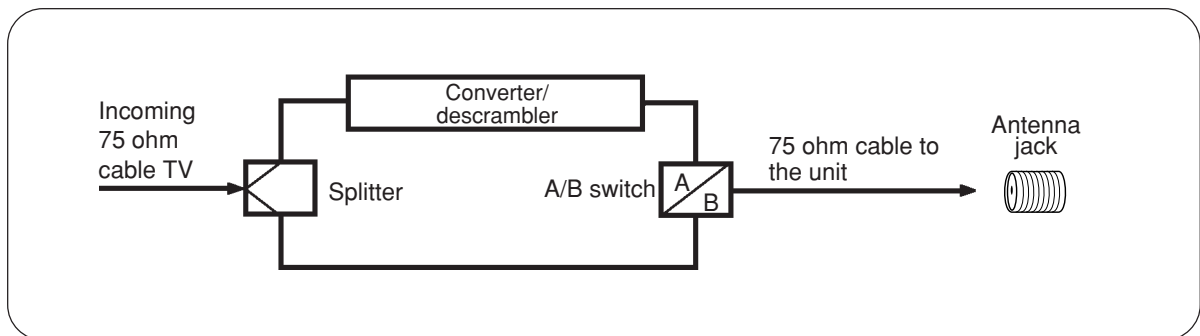 Incoming
75 ohm
cable TV
Converter/
descrambler
Splitter
A/B switch
A
B
75 ohm cable to
the unit
Antenna
jack